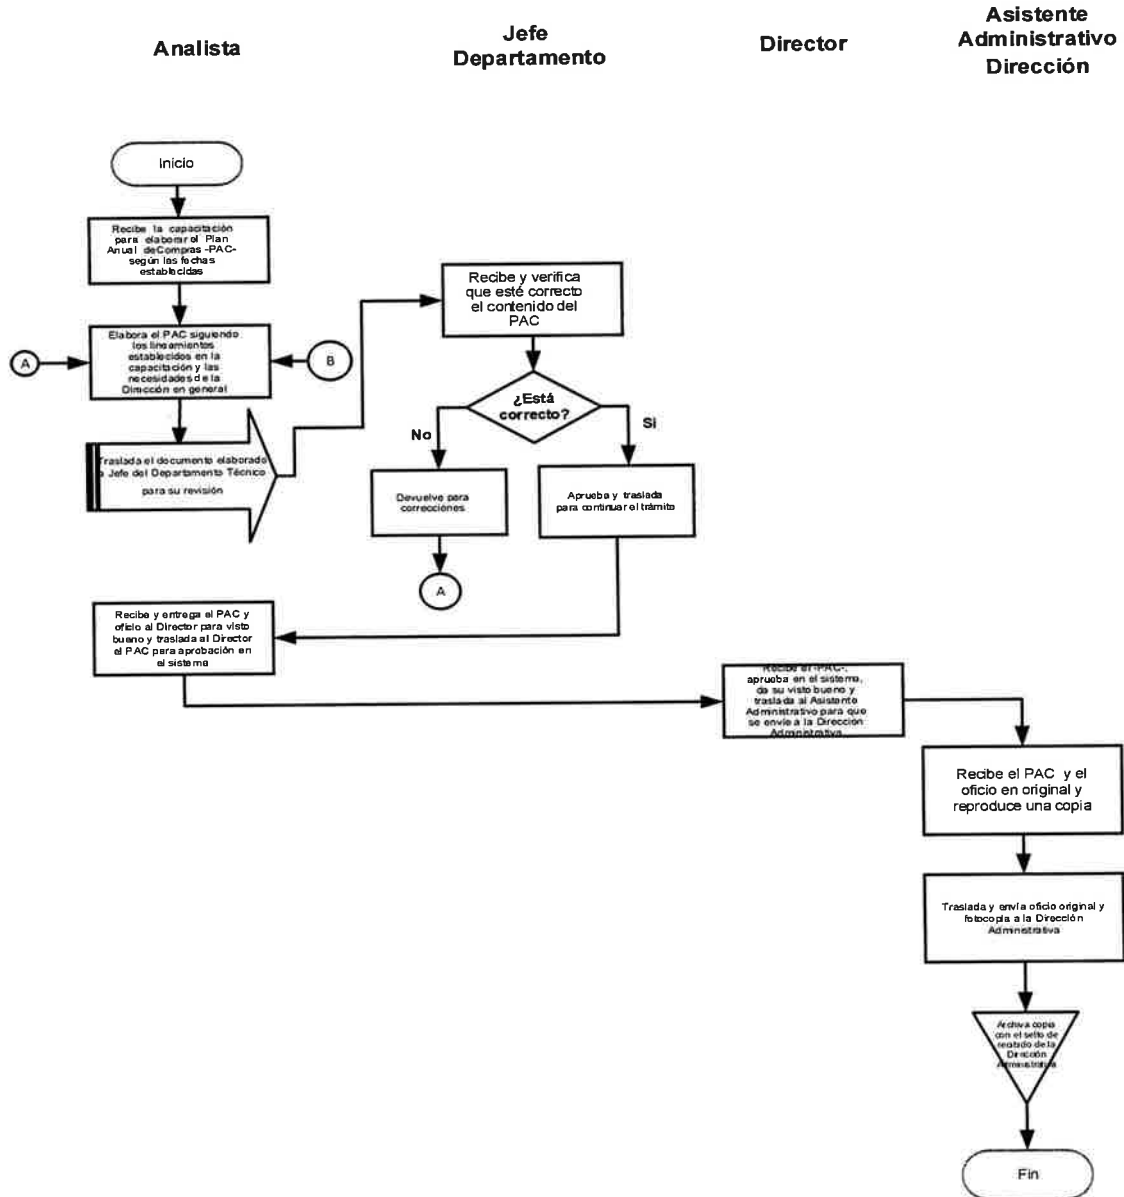 Analista
Jefe
Departamento
Director
Asistente
Administrativo
Dirección
Inicio
Recibe la capacitación
para elaborar el Plan
Anual deCompras -PAC-
según las fechas
establecidas
Elabora el PAC siguiendo
los lineamientos
establecidos en la
capacitación y las
necesidades de la
Dirección en general
A
B
Traslada el documento elaborado
a Jefe del Departamento Técnico
para su revisión
Recibe y verifica
que esté correcto
el contenido del
PAC
¿Está
correcto?
No
Si
Devuelve para
correcciones
Aprueba y traslada
para continuar el trámite
A
Recibe y entrega el PAC y
oficio al Director para visto
bueno y traslada al Director
el PAC para aprobación en
el sistema
Recibe el -PAC-,
aprueba en el sistema,
da su visto bueno y
traslada al Asistente
Administrativo para que
se envíe a la Dirección
Administrativa
Recibe el PAC y el
oficio en original y
reproduce una copia
Traslada y envía oficio original y
fotocopia a la Dirección
Administrativa
Archiva copia
con el sello de
recibido de la
Dirección
Administrativa
Fin